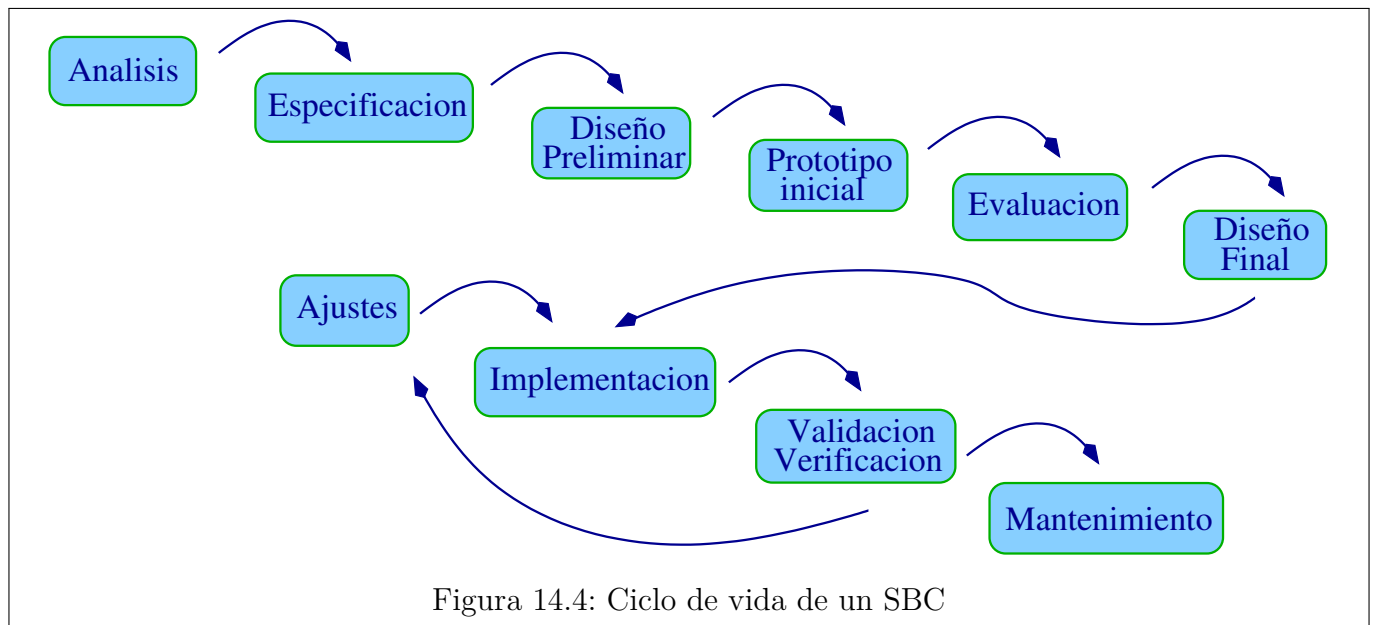 Analisis
Especificacion
Diseño
Preliminar
Prototipo
inicial
Evaluacion
Diseño
Final
Ajustes
Implementacion
Validacion
Verificacion
Mantenimiento
Figura 14.4: Ciclo de vida de un SBC